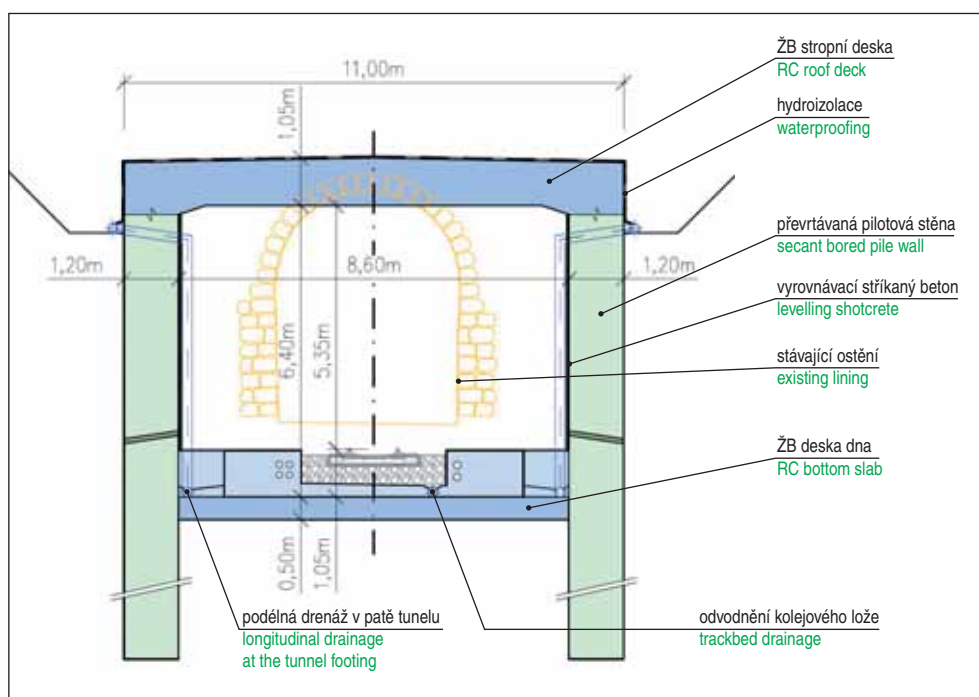 11,00m
1,05m
ŽB stropní deska
RC roof deck
hydroizolace
waterproofing
převrtávaná pilotová stěna
secant bored pile wall
1,20m
8,60m
1,20m
vyrovnávací stříkaný beton
levelling shotcrete
6,40m
5,35m
stávající ostění
existing lining
ŽB deska dna
RC bottom slab
0,50m
1,05m
podélná drenáž v patě tunelu
longitudinal drainage
at the tunnel footing
odvodnění kolejového lože
trackbed drainage